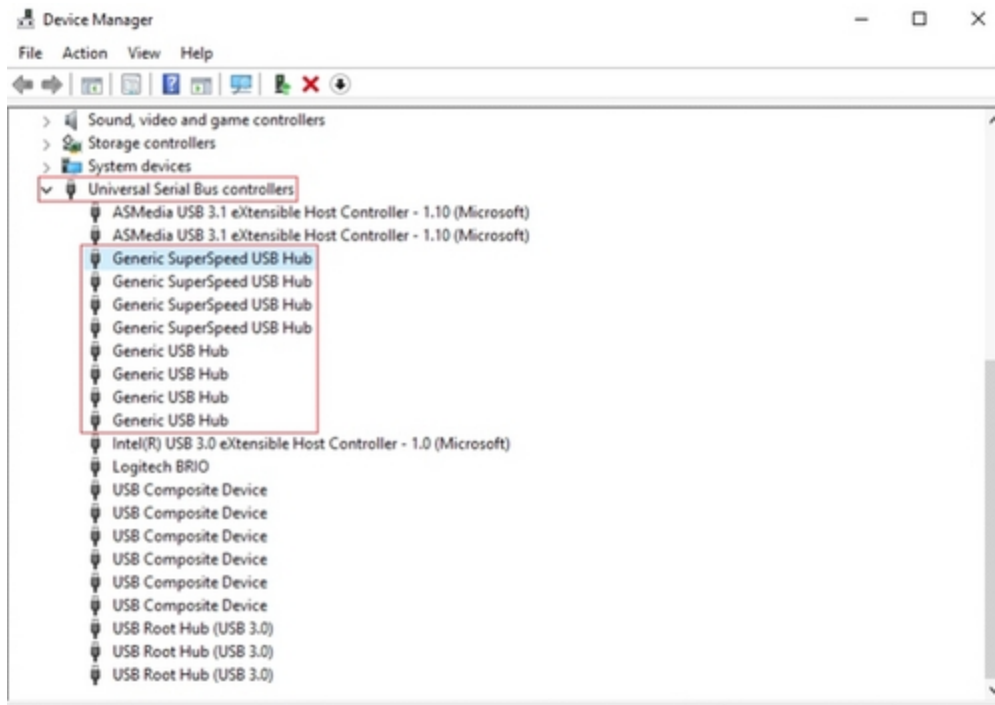 Device Manager
File Action View Help
Sound, video and game controllers
Storage controllers
System devices
Universal Serial Bus controllers
ASMedia USB 3.1 eXtensible Host Controller - 1.10 (Microsoft)
ASMedia USB 3.1 eXtensible Host Controller - 1.10 (Microsoft)
Generic SuperSpeed USB Hub
Generic SuperSpeed USB Hub
Generic SuperSpeed USB Hub
Generic SuperSpeed USB Hub
Generic USB Hub
Generic USB Hub
Generic USB Hub
Generic USB Hub
Intel(R) USB 3.0 eXtensible Host Controller - 1.0 (Microsoft)
Logitech BRIO
USB Composite Device
USB Composite Device
USB Composite Device
USB Composite Device
USB Composite Device
USB Composite Device
USB Root Hub (USB 3.0)
USB Root Hub (USB 3.0)
USB Root Hub (USB 3.0)